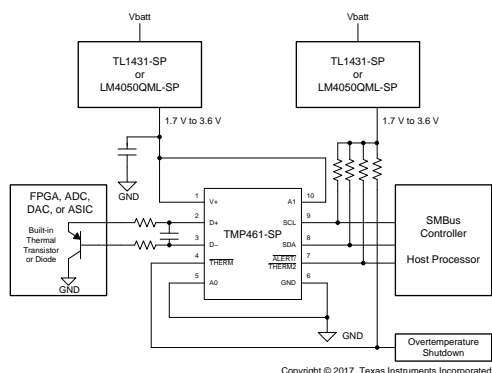 Vbatt
Vbatt
TL1431-SP
or
LM4050QML-SP
TL1431-SP
or
LM4050QML-SP
1.7 V to 3.6 V
1.7 V to 3.6 V
GND
FPGA, ADC,
DAC, or ASIC
Built-in
Thermal
Transistor
or Diode
GND
1
V+
2
D+
3
D–
4
THERM
5
A0
TMP461-SP
A1
10
SCL
9
SDA
8
ALERT/
THERM2
7
GND
6
SMBus
Controller
Host Processor
GND
Overtemperature
Shutdown
Copyright © 2017, Texas Instruments Incorporated